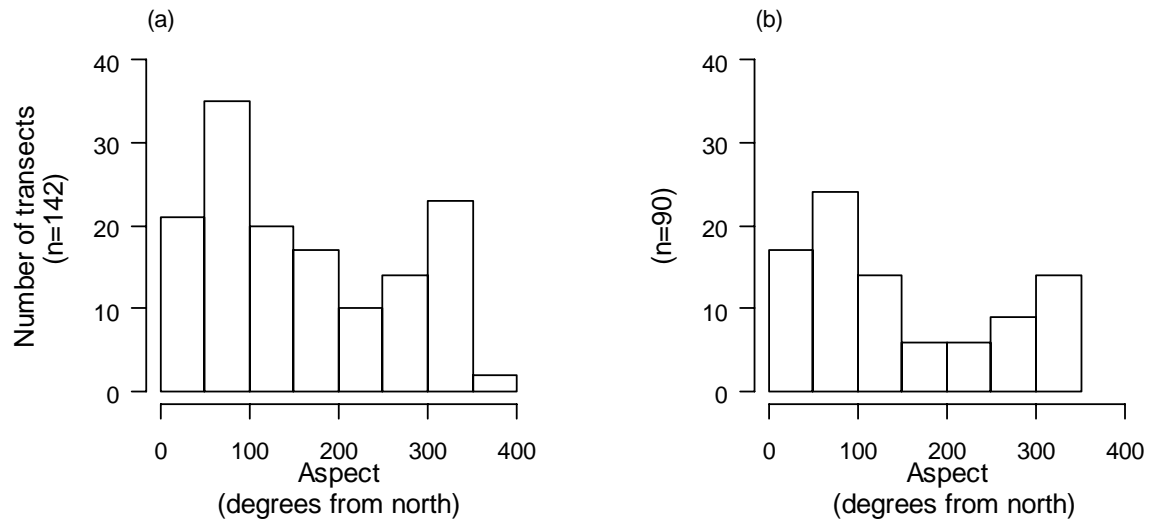 (a)
Number of transects
(n=142)
40
30
20
10
0
0 100 200 300 400
Aspect
(degrees from north)
(b)
(n=90)
40
30
20
10
0
0 100 200 300 400
Aspect
(degrees from north)